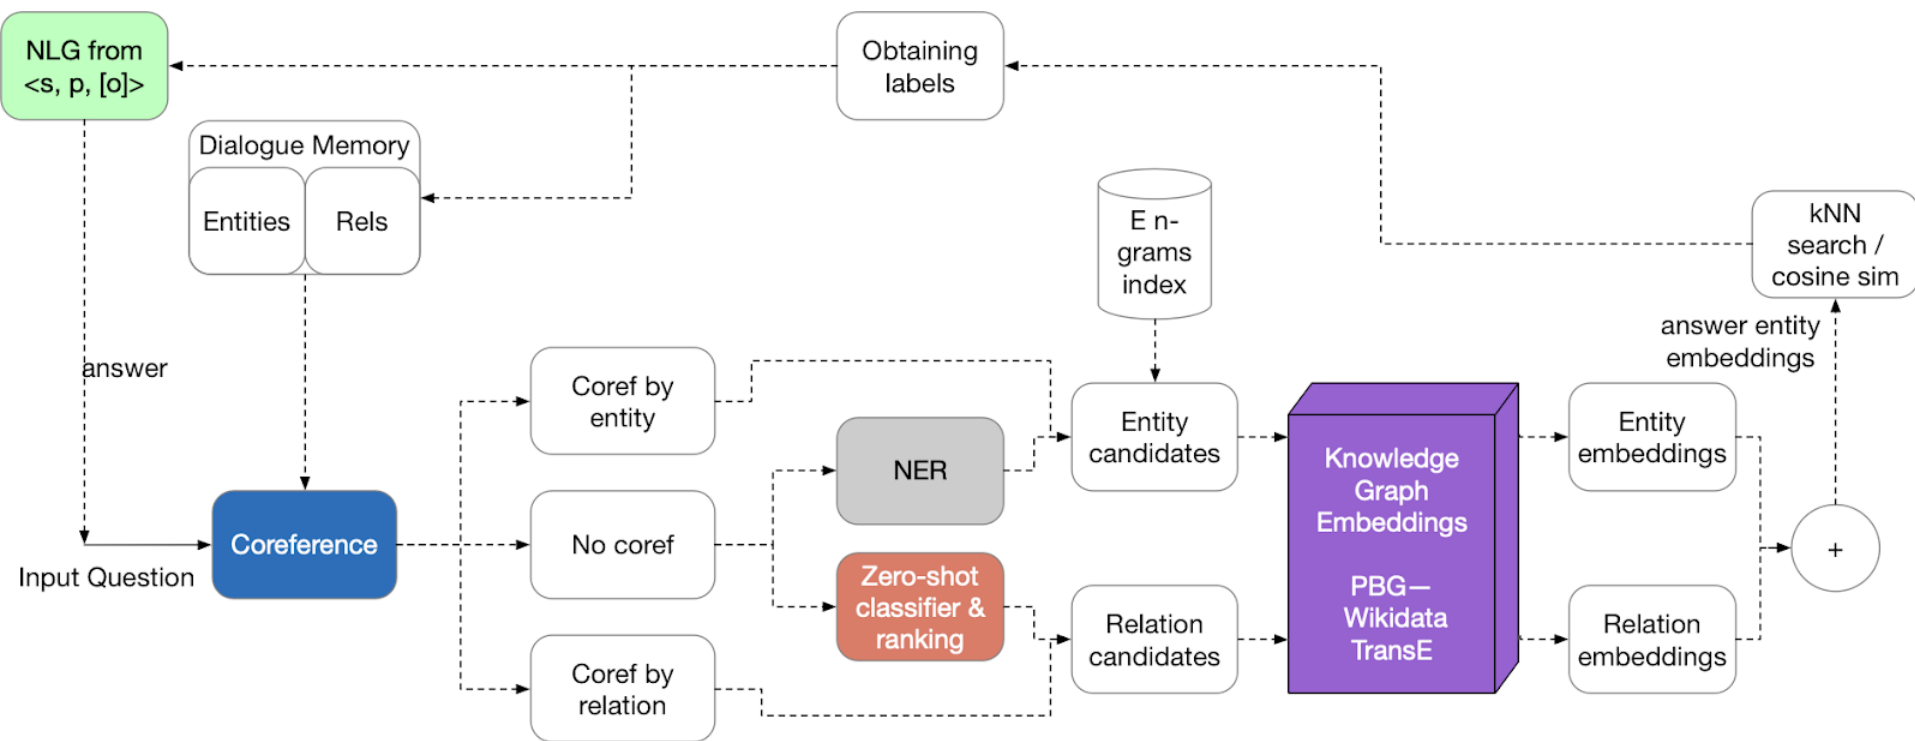 NLG from
<s, p, [o]>
Obtaining
labels
Dialogue Memory
Entities
Rels
E n-
grams
index
kNN
search /
cosine sim
answer entity
embeddings
answer
Coref by
entity
Entity
candidates
Entity
embeddings
NER
Knowledge
Graph
Embeddings
PBG—
Wikidata
TransE
Coreference
No coref
+
Input Question
Zero-shot
classifier &
ranking
Relation
candidates
Relation
embeddings
Coref by
relation